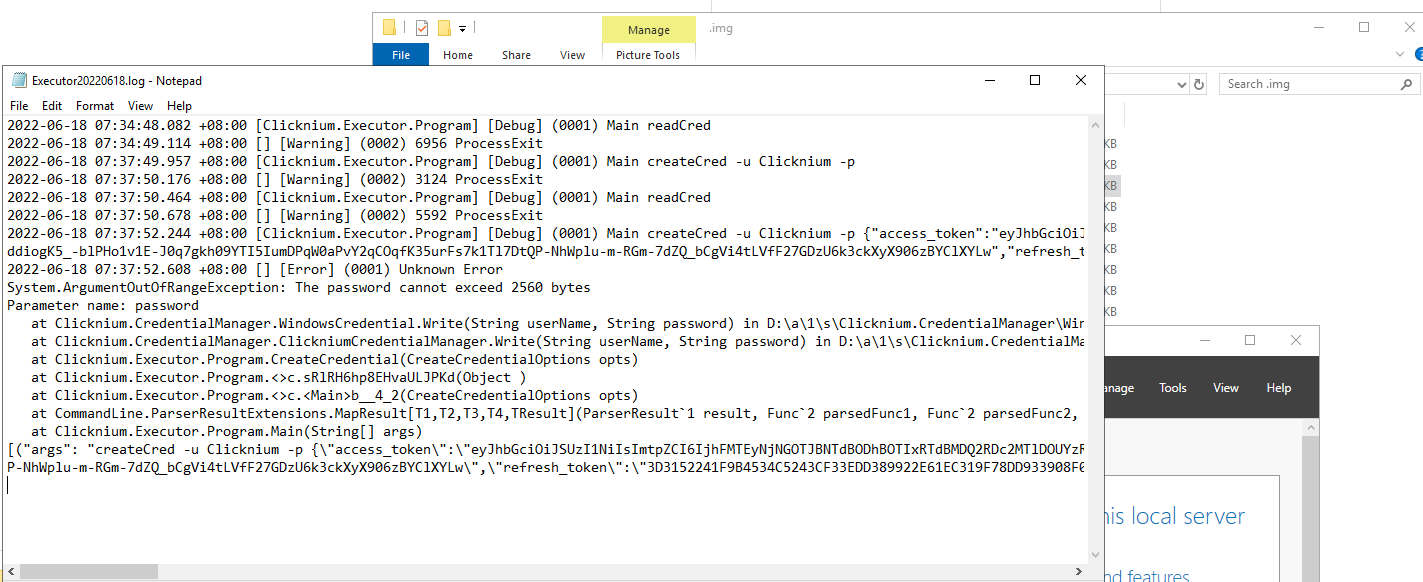 Manage
.img
File
Home
Share
View
Picture Tools
Executor20220618.log - Notepad
Search .img
File Edit Format View Help
2022-06-18 07:34:48.082 +08:00 [Clicknium.Executor.Program] [Debug] (0001) Main readCred
2022-06-18 07:34:49.114 +08:00 [] [Warning] (0002) 6956 ProcessExit
2022-06-18 07:37:49.957 +08:00 [Clicknium.Executor.Program] [Debug] (0001) Main createCred -u Clicknium -p
2022-06-18 07:37:50.176 +08:00 [] [Warning] (0002) 3124 ProcessExit
2022-06-18 07:37:50.464 +08:00 [Clicknium.Executor.Program] [Debug] (0001) Main readCred
2022-06-18 07:37:50.678 +08:00 [] [Warning] (0002) 5592 ProcessExit
2022-06-18 07:37:52.244 +08:00 [Clicknium.Executor.Program] [Debug] (0001) Main createCred -u Clicknium -p {"access_token":"eyJhbGciOiJ
ddiogK5_-blPHo1v1E-J0q7gkh09YTI5IumDPqW0aPvY2qCOqfK35urFs7k1Tl7DtQP-NhWplu-m-RGm-7dZQ_bCgVi4tLVfF27GDzU6k3ckXyX906zBYClXYLw","refresh_t
2022-06-18 07:37:52.608 +08:00 [] [Error] (0001) Unknown Error
System.ArgumentOutOfRangeException: The password cannot exceed 2560 bytes
Parameter name: password
at Clicknium.CredentialManager.WindowsCredential.Write(String userName, String password) in D:\a\1\s\Clicknium.CredentialManager\Win
at Clicknium.CredentialManager.ClickniumCredentialManager.Write(String userName, String password) in D:\a\1\s\Clicknium.CredentialMa
at Clicknium.Executor.Program.CreateCredential(CreateCredentialOptions opts)
at Clicknium.Executor.Program.<>c.sRlRH6hp8EHvaULJPKd(Object )
at Clicknium.Executor.Program.<>c.<Main>b__4_2(CreateCredentialOptions opts)
at CommandLine.ParserResultExtensions.MapResult[T1,T2,T3,T4,TResult](ParserResult`1 result, Func`2 parsedFunc1, Func`2 parsedFunc2,
at Clicknium.Executor.Program.Main(String[] args)
[("args": "createCred -u Clicknium -p {\"access_token\":\"eyJhbGciOiJSUzI1NiIsImtpZCI6IjhFMTEyNjNGOTJBNTdBODhBOTIxRTdBMDQ2RDc2MTlDOUYzR
P-NhWplu-m-RGm-7dZQ_bCgVi4tLVfF27GDzU6k3ckXyX906zBYClXYLw\",\"refresh_token\":\"3D3152241F9B4534C5243CF33EDD389922E61EC319F78DD933908F0
KB
KB
KB
KB
KB
KB
KB
KB
KB
anage
Tools
View
Help
his local server
nd features